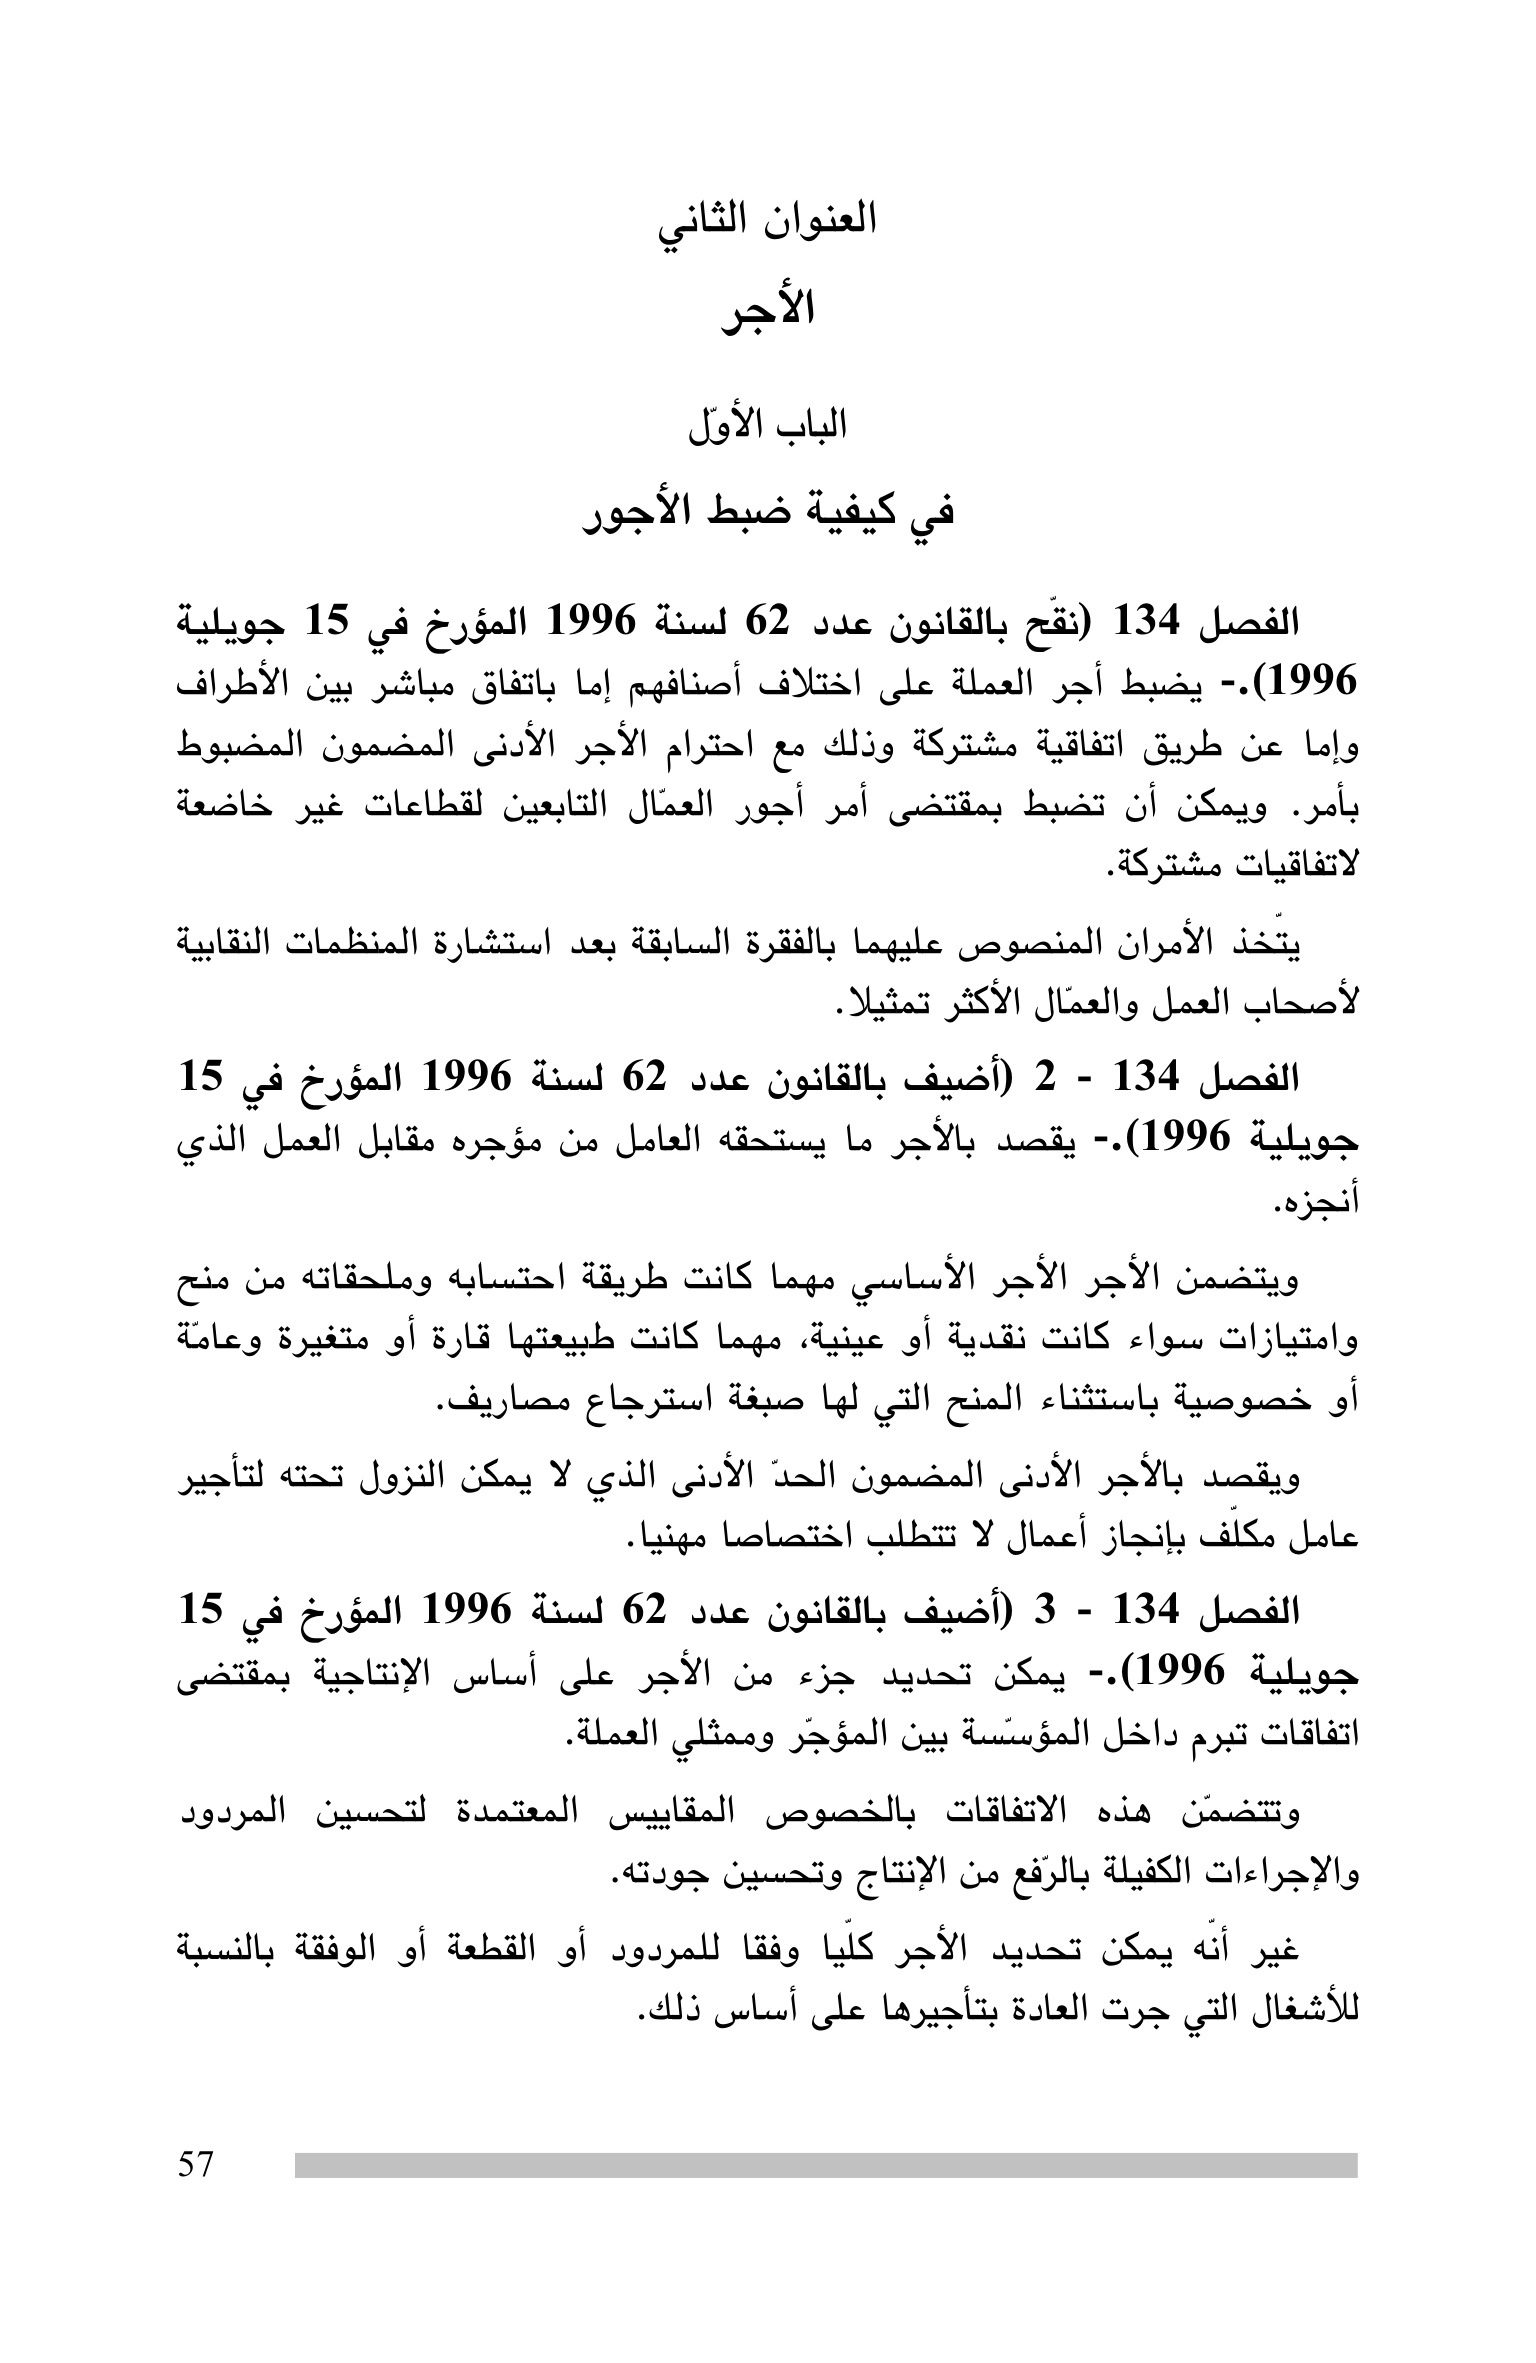 العنوان الثاني
الأجر
الباب الأوّل
في كيفية ضبط الأجور
الفصل 134 (نقّح بالقانون عدد 62 لسنة 1996 المؤرخ في 15 جويلية
1996).- يضبط أجر العملة على اختلاف أصنافهم إما باتفاق مباشر بين الأطراف
وإما عن طريق اتفاقية مشتركة وذلك مع احترام الأجر الأدنى المضمون المضبوط
بأمر. ويمكن أن تضبط بمقتضى أمر أجور العمّال التابعين لقطاعات غير خاضعة
لاتفاقيات مشتركة.
يتّخذ الأمران المنصوص عليهما بالفقرة السابقة بعد استشارة المنظمات النقابية
لأصحاب العمل والعمّال الأكثر تمثيلا.
الفصل 134 - 2 (أضيف بالقانون عدد 62 لسنة 1996 المؤرخ في 15
جويلية 1996).- يقصد بالأجر ما يستحقه العامل من مؤجره مقابل العمل الذي
أنجزه.
ويتضمن الأجر الأجر الأساسي مهما كانت طريقة احتسابه وملحقاته من منح
وامتيازات سواء كانت نقدية أو عينية، مهما كانت طبيعتها قارة أو متغيرة وعامّة
أو خصوصية باستثناء المنح التي لها صبغة استرجاع مصاريف.
ويقصد بالأجر الأدنى المضمون الحدّ الأدنى الذي لا يمكن النزول تحته لتأجير
عامل مكلّف بإنجاز أعمال لا تتطلب اختصاصا مهنيا.
الفصل 134 - 3 (أضيف بالقانون عدد 62 لسنة 1996 المؤرخ في 15
جويلية 1996).- يمكن تحديد جزء من الأجر على أساس الإنتاجية بمقتضى
اتفاقات تبرم داخل المؤسّسة بين المؤجّر وممثلي العملة.
وتتضمّن هذه الاتفاقات بالخصوص المقاييس المعتمدة لتحسين المردود
والإجراءات الكفيلة بالرّفع من الإنتاج وتحسين جودته.
غير أنّه يمكن تحديد الأجر كلّيا وفقا للمردود أو القطعة أو الوفقة بالنسبة
للأشغال التي جرت العادة بتأجيرها على أساس ذلك.
57